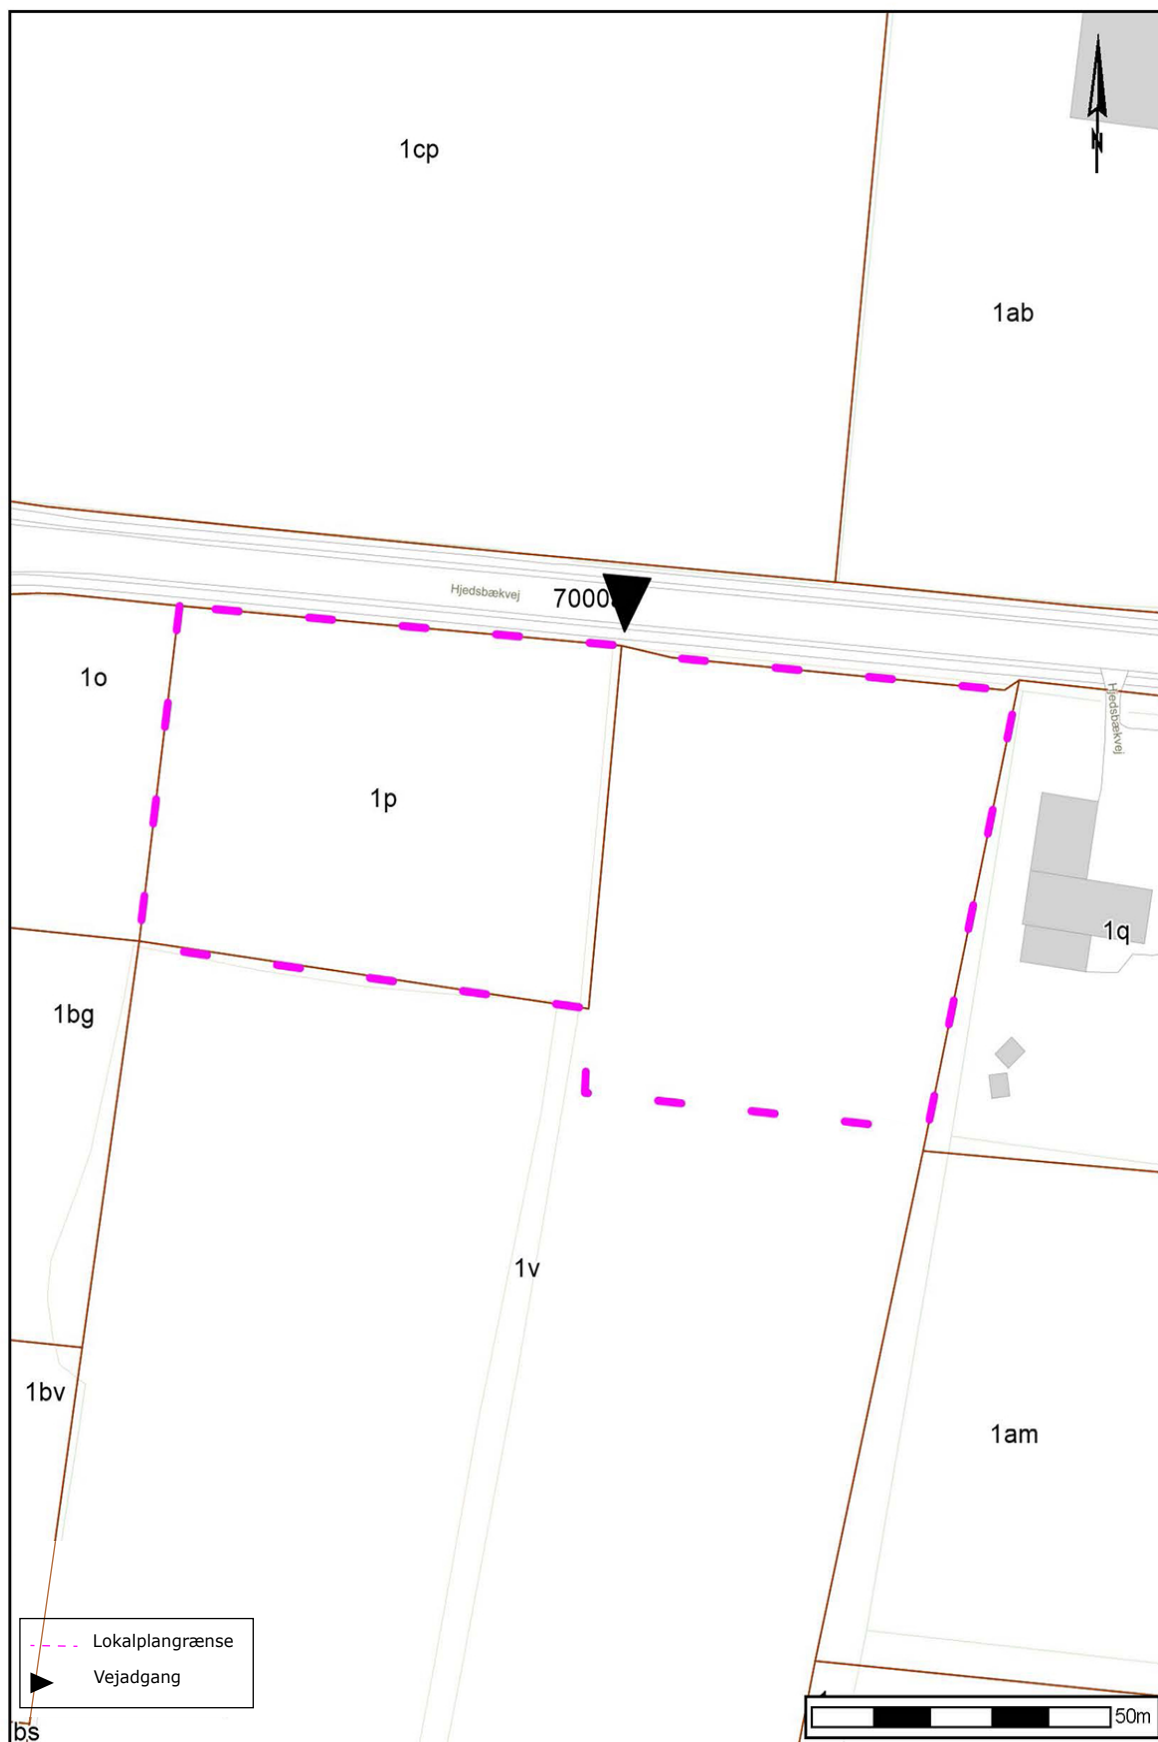 1cp
N
1ab
Hjedsbækvej
7000
1o
Hjedsbækvej
1p
1q
1bg
1v
1bv
1am
Lokalplangrænse
Vejadgang
bs
50m